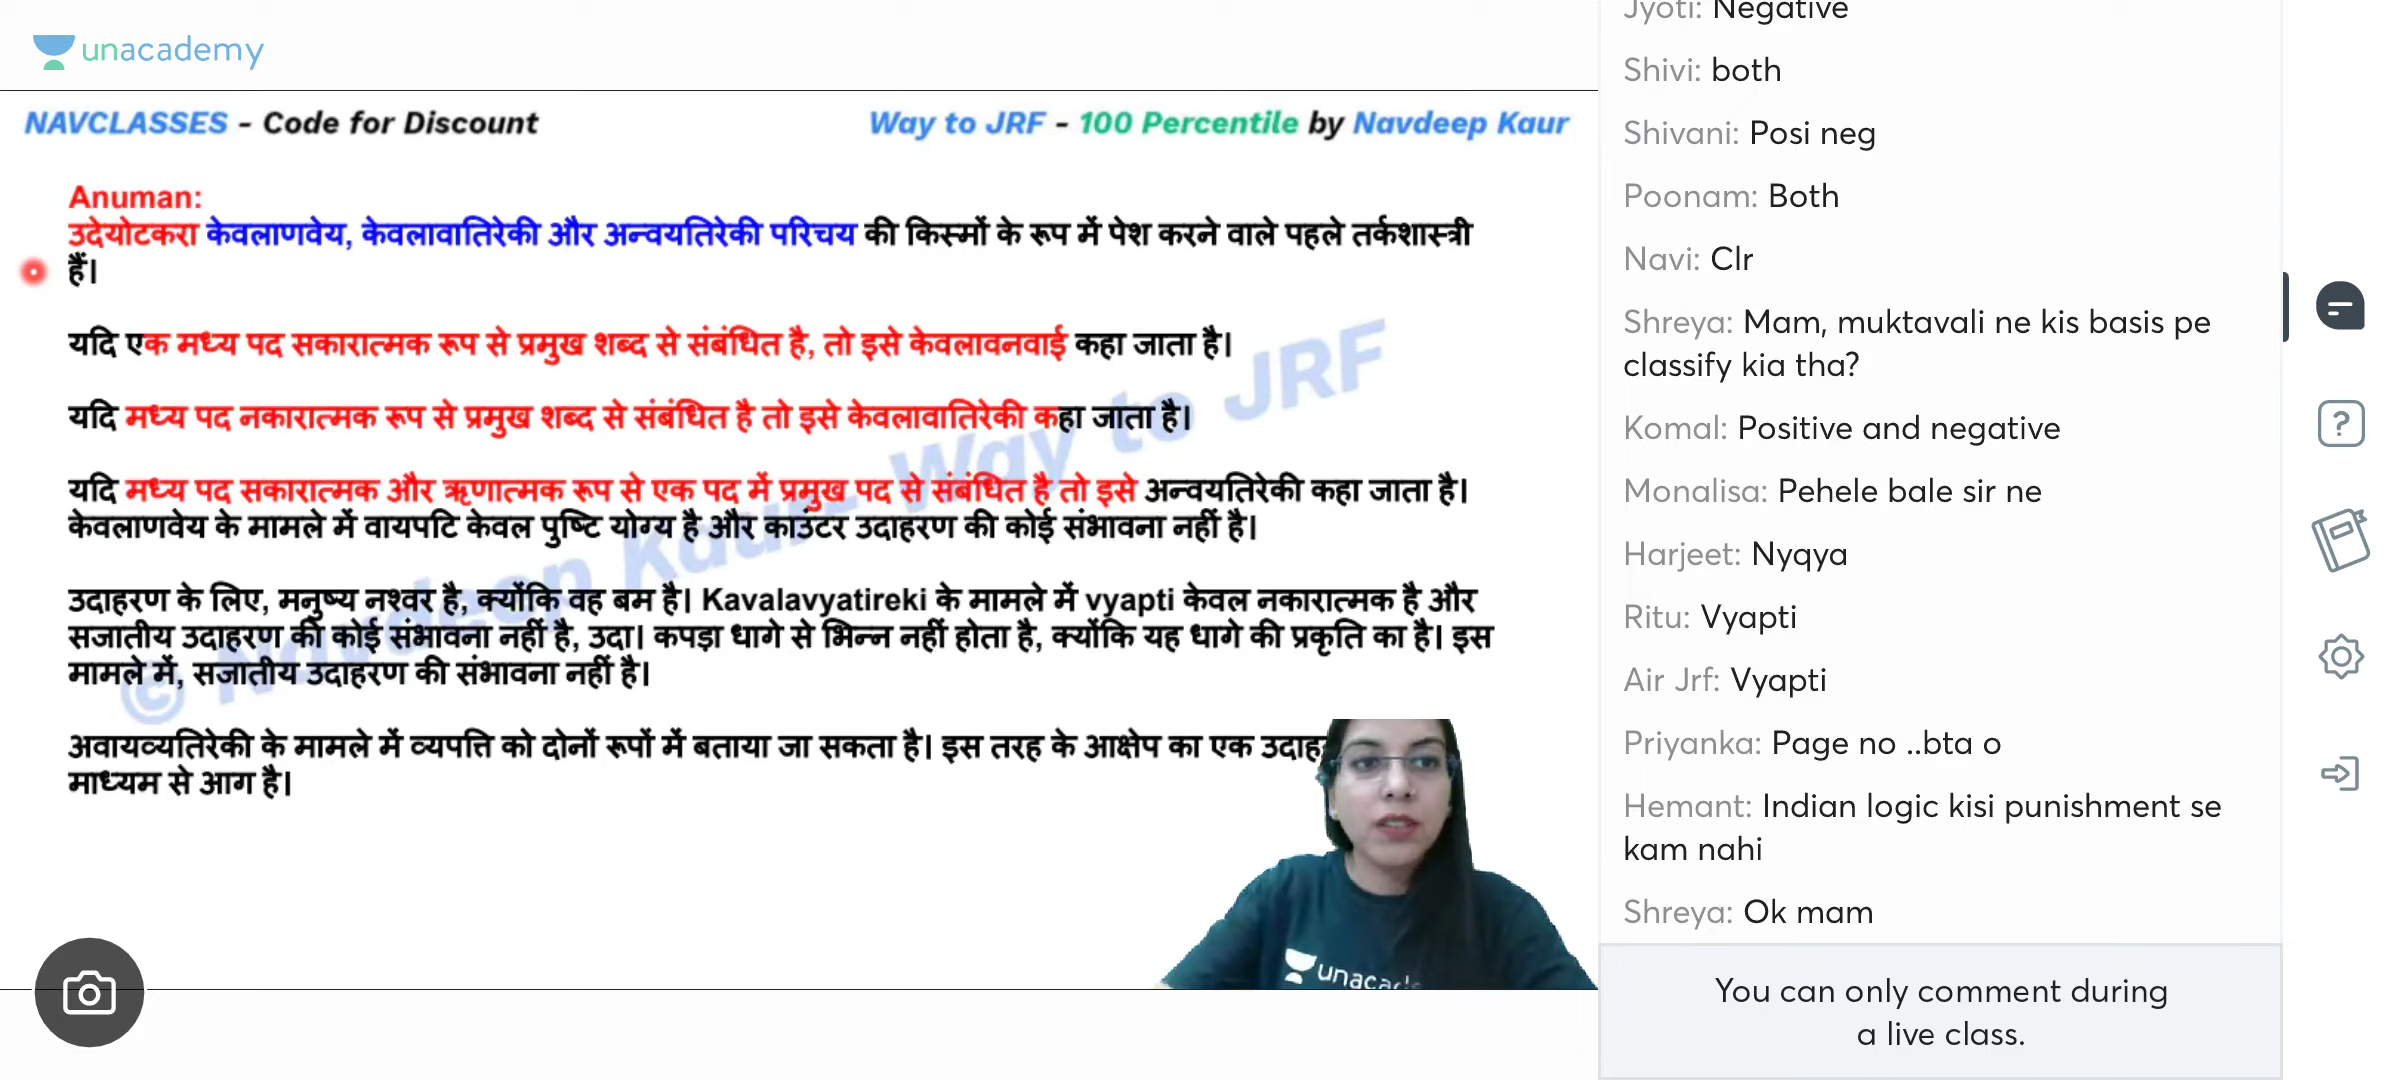 unacademy
NAVCLASSES - Code for Discount
Way to JRF - 100 Percentile by Navdeep Kaur
Anuman:
उदेयोटकरा केवलाणवेय, केवलावातिरेकी और अन्वयतिरेकी परिचय की किस्मों के रूप में पेश करने वाले पहले तर्कशास्त्री
हैं।
यदि एक मध्य पद सकारात्मक रूप से प्रमुख शब्द से संबंधित है, तो इसे केवलावनवाई कहा जाता है।
यदि मध्य पद नकारात्मक रूप से प्रमुख शब्द से संबंधित है तो इसे केवलावातिरेकी कहा जाता है।
यदि मध्य पद सकारात्मक और ऋणात्मक रूप से एक पद में प्रमुख पद से संबंधित है तो इसे अन्वयतिरेकी कहा जाता है।
केवलाणवेय के मामले में वायपटि केवल पुष्टि योग्य है और काउंटर उदाहरण की कोई संभावना नहीं है।
उदाहरण के लिए, मनुष्य नश्वर है, क्योंकि वह बम है। Kavalavyatireki के मामले में vyapti केवल नकारात्मक है और
सजातीय उदाहरण की कोई संभावना नहीं है, उदा। कपड़ा धागे से भिन्न नहीं होता है, क्योंकि यह धागे की प्रकृति का है। इस
मामले में, सजातीय उदाहरण की संभावना नहीं है।
अवायव्यतिरेकी के मामले में व्यपत्ति को दोनों रूपों में बताया जा सकता है। इस तरह के आक्षेप का एक उदाह
माध्यम से आग है।
© Navdeep Kaur - Way to JRF
unacade
Jyoti: Negative
Shivi: both
Shivani: Posi neg
Poonam: Both
Navi: Clr
Shreya: Mam, muktavali ne kis basis pe
classify kia tha?
Komal: Positive and negative
Monalisa: Pehele bale sir ne
Harjeet: Nyqya
Ritu: Vyapti
Air Jrf: Vyapti
Priyanka: Page no ..bta o
Hemant: Indian logic kisi punishment se
kam nahi
Shreya: Ok mam
You can only comment during
a live class.